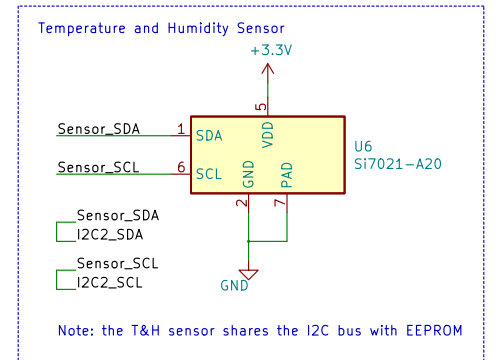 Temperature and Humidity Sensor
+3.3V
5
Sensor_SDA 1 SDA VDD
U6
Sensor_SCL 6 SCL GND PAD Si7021-A20
2 7
Sensor_SDA
I2C2_SDA
Sensor_SCL
I2C2_SCL
GND
Note: the T&H sensor shares the I2C bus with EEPROM